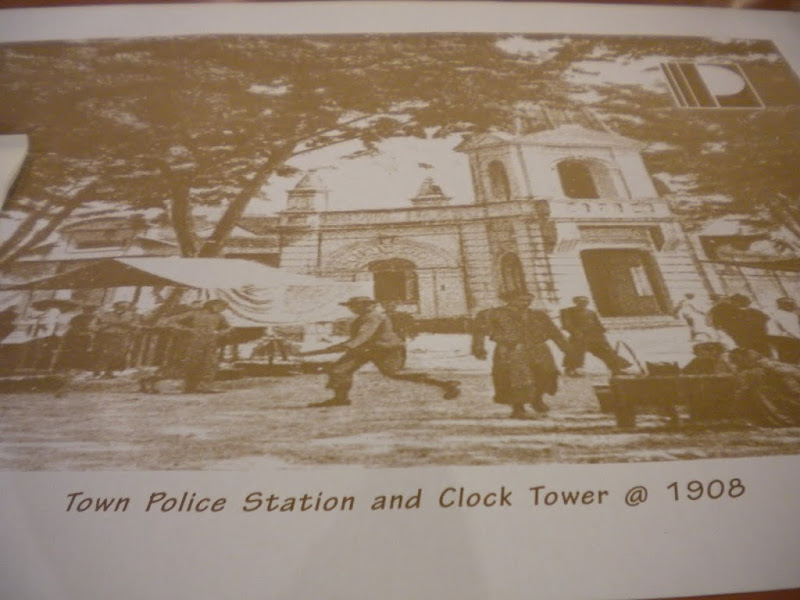 Town Police Station and Clock Tower @ 1908